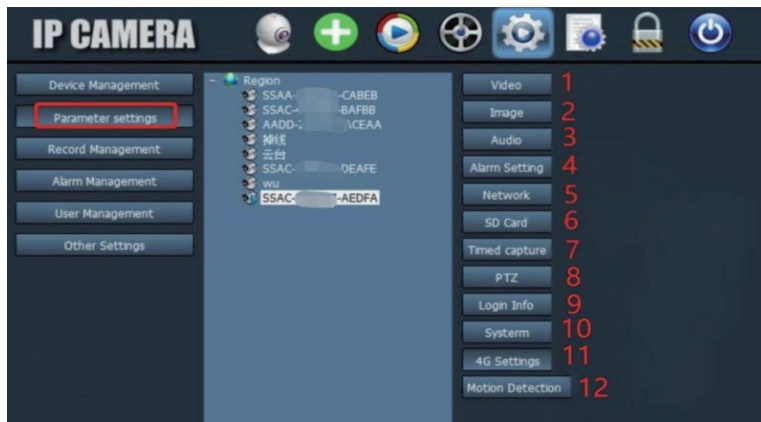 IP CAMERA
Device Management
Parameter settings
Record Management
Alarm Management
User Management
Other Settings
Region
SSAA- -CABEB
SSAC- -BAFBB
AADD- \CEAA
掉线
云台
SSAC- DEAFE
wu
SSAC- -AEDFA
Video 1
Image 2
Audio 3
Alarm Setting 4
Network 5
SD Card 6
Timed capture 7
PTZ 8
Login Info 9
Systerm 10
4G Settings 11
Motion Detection 12